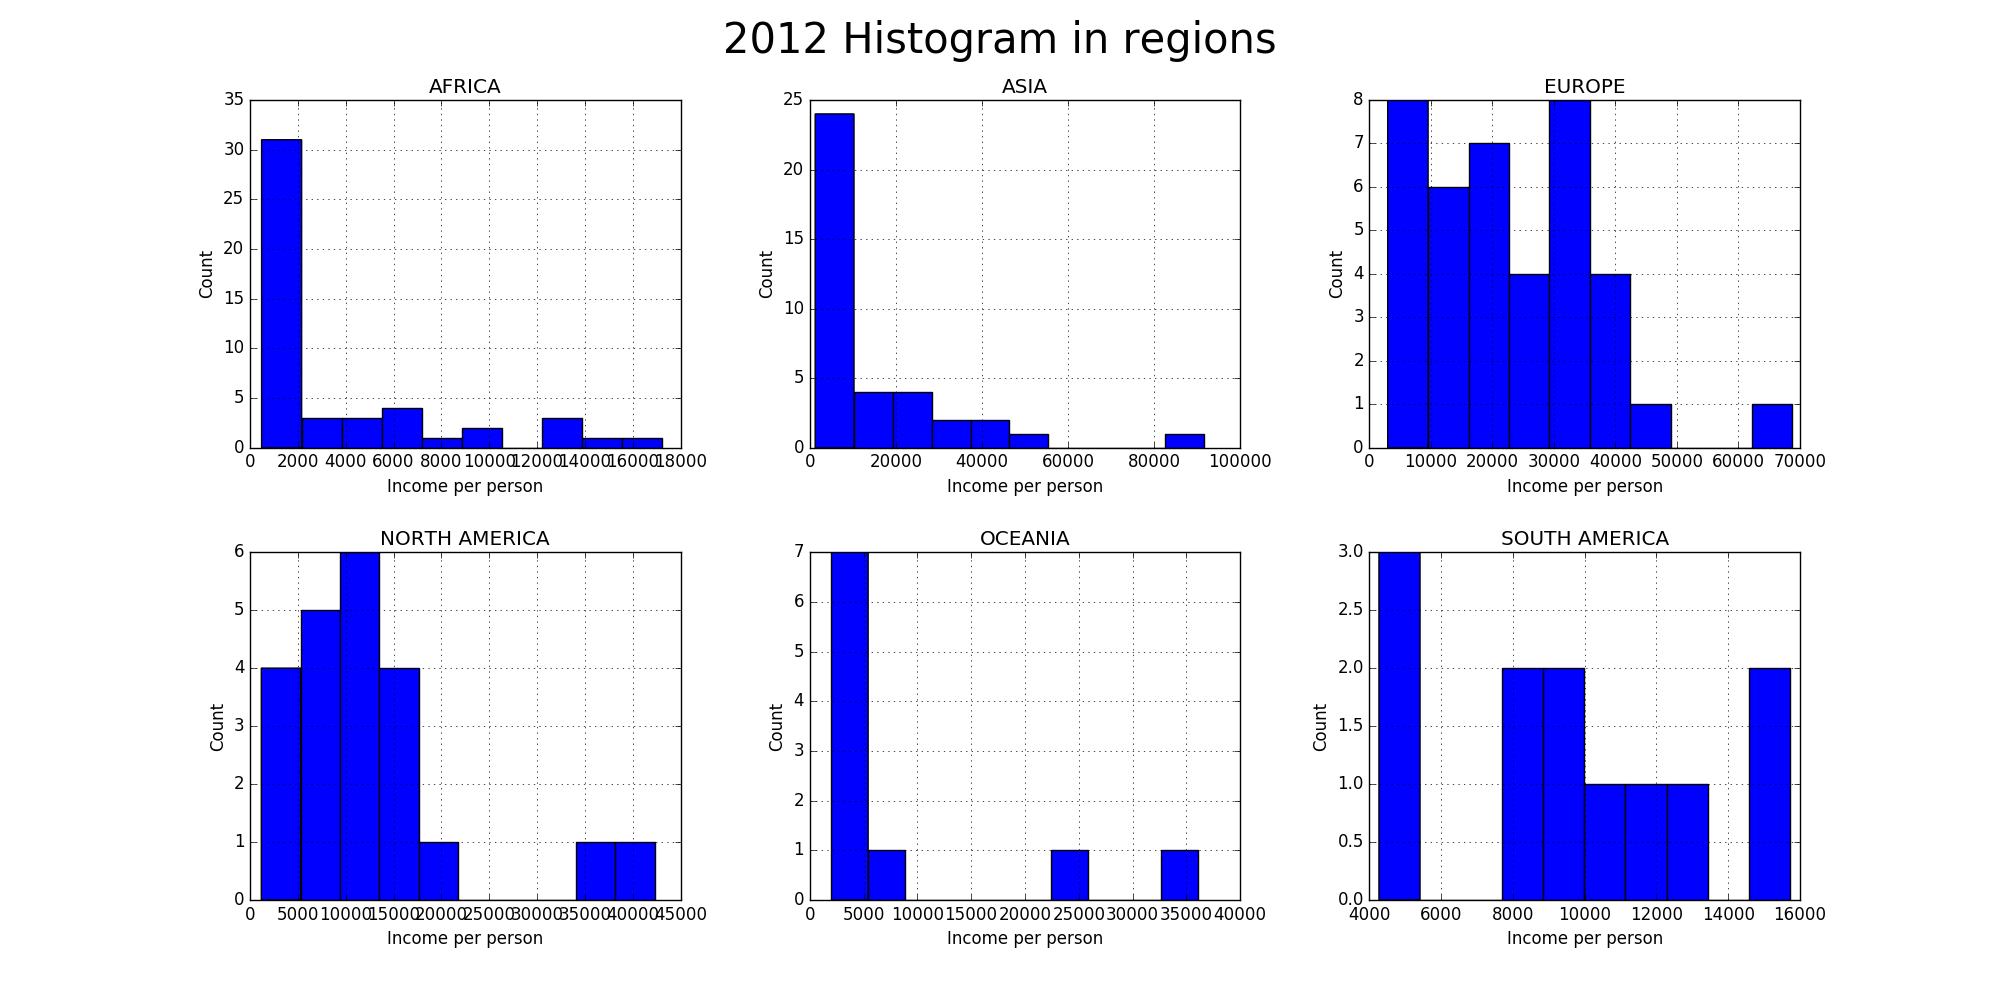 2012 Histogram in regions
AFRICA
35
30
25
20
15
10
5
0
Count
0 2000 4000 6000 8000 10000 12000 14000 16000 18000
Income per person
ASIA
25
20
15
10
5
0
Count
0 20000 40000 60000 80000 100000
Income per person
EUROPE
8
7
6
5
4
3
2
1
0
Count
0 10000 20000 30000 40000 50000 60000 70000
Income per person
NORTH AMERICA
6
5
4
3
2
1
0
Count
0 5000 10000 15000 20000 25000 30000 35000 40000 45000
Income per person
OCEANIA
7
6
5
4
3
2
1
0
Count
0 5000 10000 15000 20000 25000 30000 35000 40000
Income per person
SOUTH AMERICA
3.0
2.5
2.0
1.5
1.0
0.5
0.0
Count
4000 6000 8000 10000 12000 14000 16000
Income per person